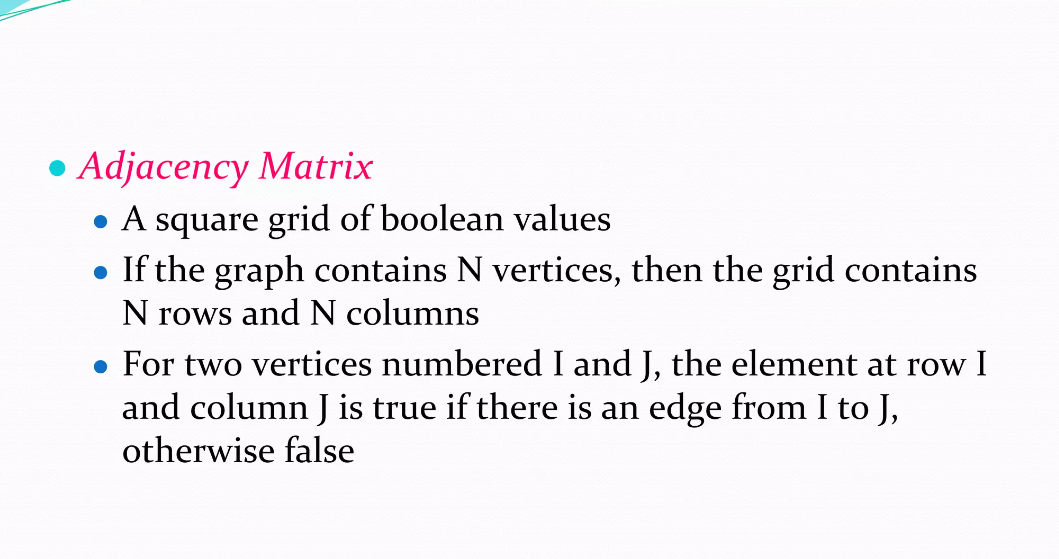 Adjacency Matrix
A square grid of boolean values
If the graph contains N vertices, then the grid contains
N rows and N columns
For two vertices numbered I and J, the element at row I
and column J is true if there is an edge from I to J,
otherwise false